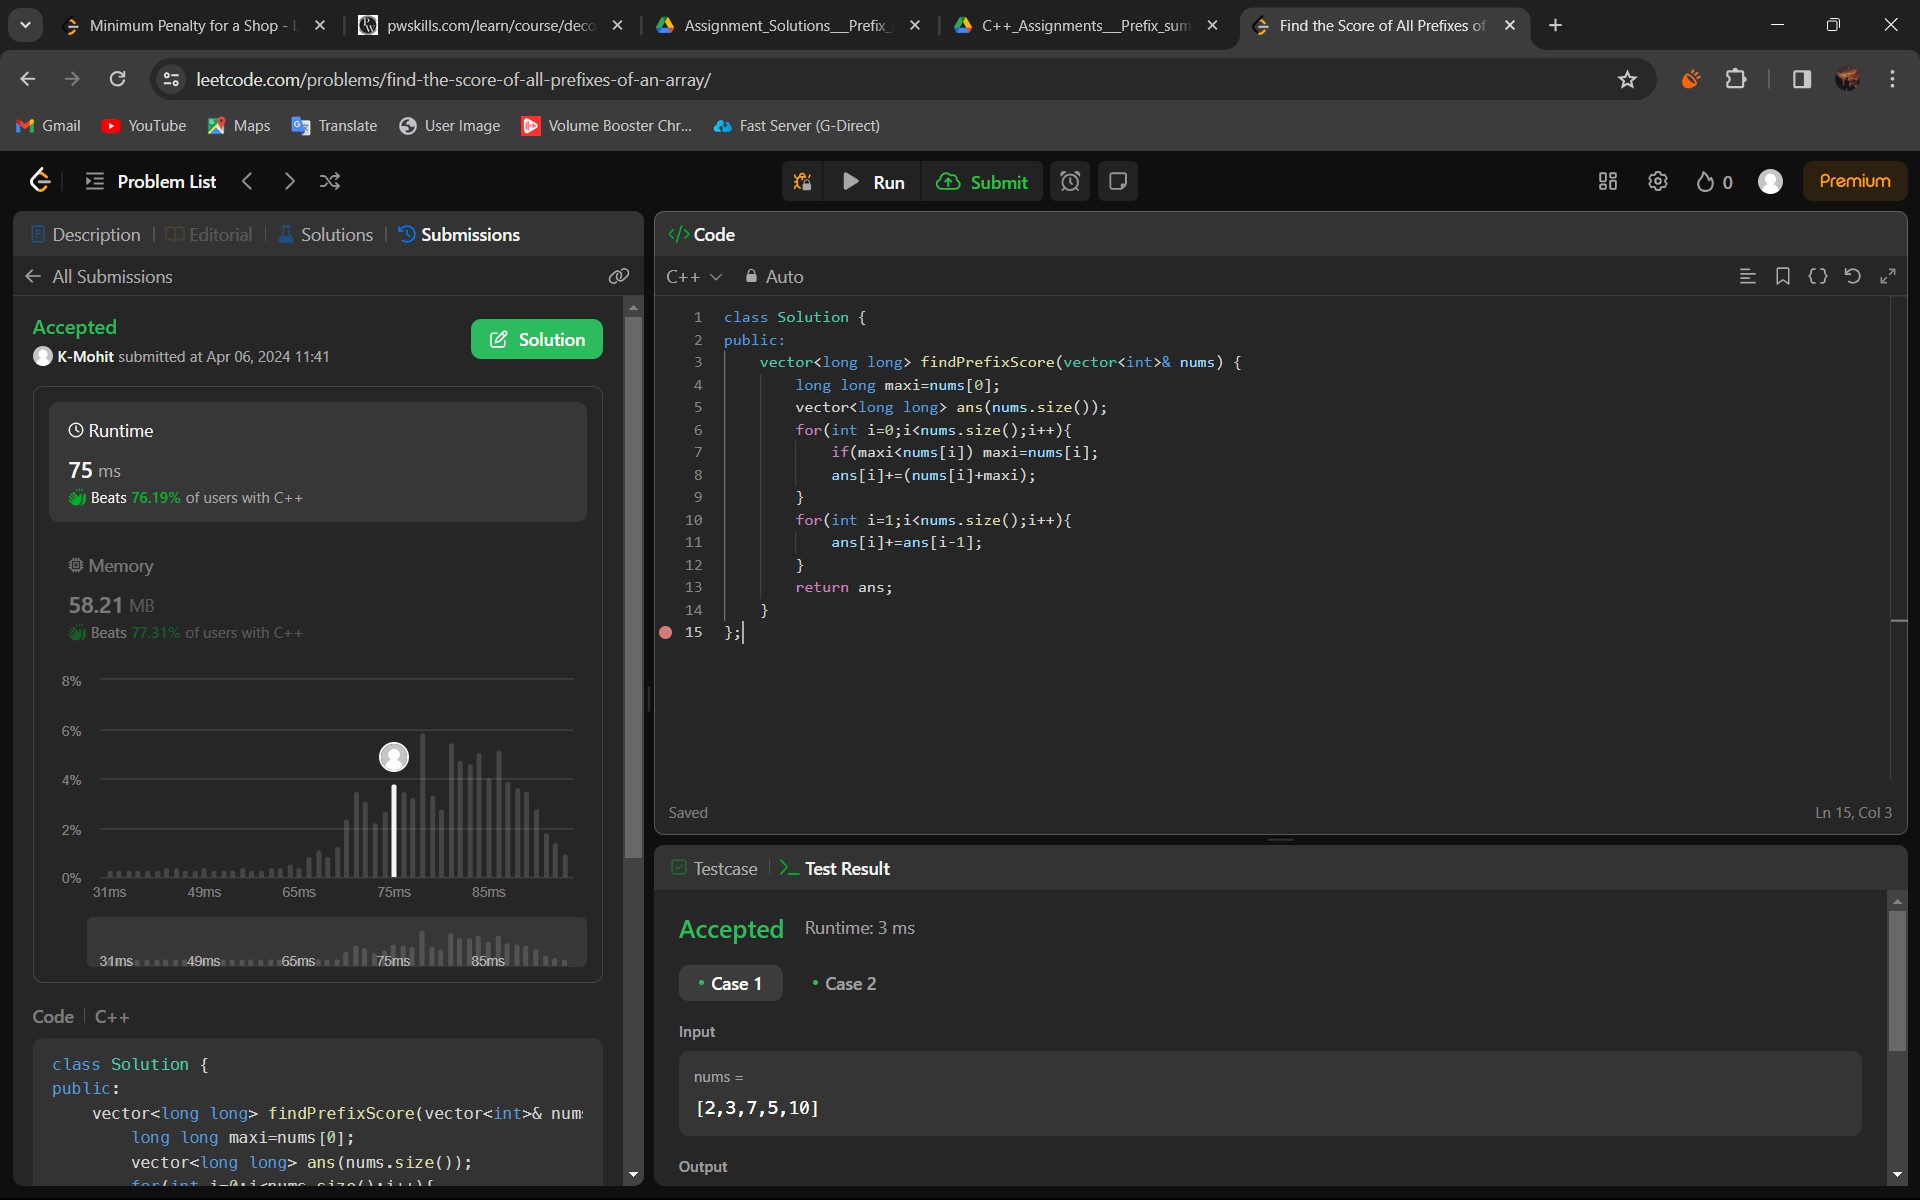 Minimum Penalty for a Shop - L
pwskills.com/learn/course/deco
Assignment_Solutions__Prefix_
C++_Assignments__Prefix_sum
Find the Score of All Prefixes of
leetcode.com/problems/find-the-score-of-all-prefixes-of-an-array/
Gmail
YouTube
Maps
Translate
User Image
Volume Booster Chr...
Fast Server (G-Direct)
Problem List
Run
Submit
0
Premium
Description
Editorial
Solutions
Submissions
All Submissions
Accepted
K-Mohit submitted at Apr 06, 2024 11:41
Solution
Runtime
75 ms
Beats 76.19% of users with C++
Memory
58.21 MB
Beats 77.31% of users with C++
8%
6%
4%
2%
0%
31ms 49ms 65ms 75ms 85ms
31ms 49ms 65ms 75ms 85ms
Code
C++
class Solution {
public:
vector<long long> findPrefixScore(vector<int>& num
long long maxi=nums[0];
vector<long long> ans(nums.size());
for(int i=0;i<nums.size();i++){
Code
C++
Auto
1 class Solution {
2 public:
3 vector<long long> findPrefixScore(vector<int>& nums) {
4 long long maxi=nums[0];
5 vector<long long> ans(nums.size());
6 for(int i=0;i<nums.size();i++){
7 if(maxi<nums[i]) maxi=nums[i];
8 ans[i]+=(nums[i]+maxi);
9 }
10 for(int i=1;i<nums.size();i++){
11 ans[i]+=ans[i-1];
12 }
13 return ans;
14 }
15 };
Saved
Ln 15, Col 3
Testcase
Test Result
Accepted
Runtime: 3 ms
Case 1
Case 2
Input
nums =
[2,3,7,5,10]
Output